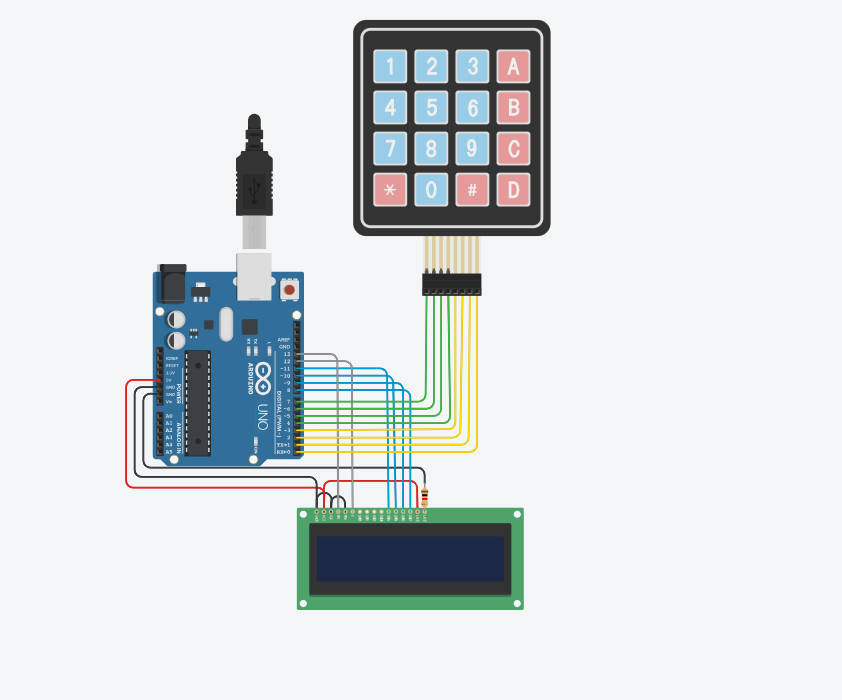 1 2 3 A
4 5 6 B
7 8 9 C
* 0 # D
AREF
GND
13
12
~11
~10
~9
8
7
~6
~5
4
~3
2
TX→1
RX←0
DIGITAL (PWM~)
IOREF
RESET
3.3V
5V
GND
GND
Vin
POWER
A0
A1
A2
A3
A4
A5
ANALOG IN
TX
RX
L
ON
ARDUINO
UNO